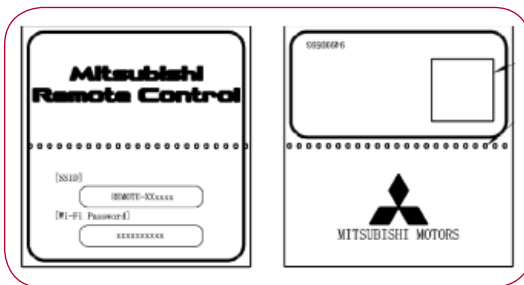 Mitsubishi
Remote Control
[SSID]
REMOTE-XXxxxx
[Wi-Fi Password]
xxxxxxxxxx
MITSUBISHI MOTORS